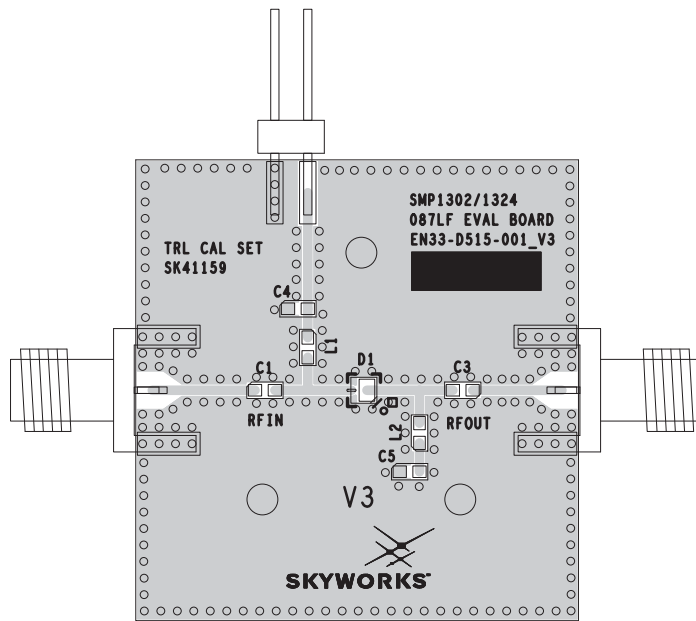 SMP1302/1324
087LF EVAL BOARD
EN33-D515-001_V3
TRL CAL SET
SK41159
C4
L1
C1
D1
C3
RFIN
L2
RFOUT
C5
V3
SKYWORKS